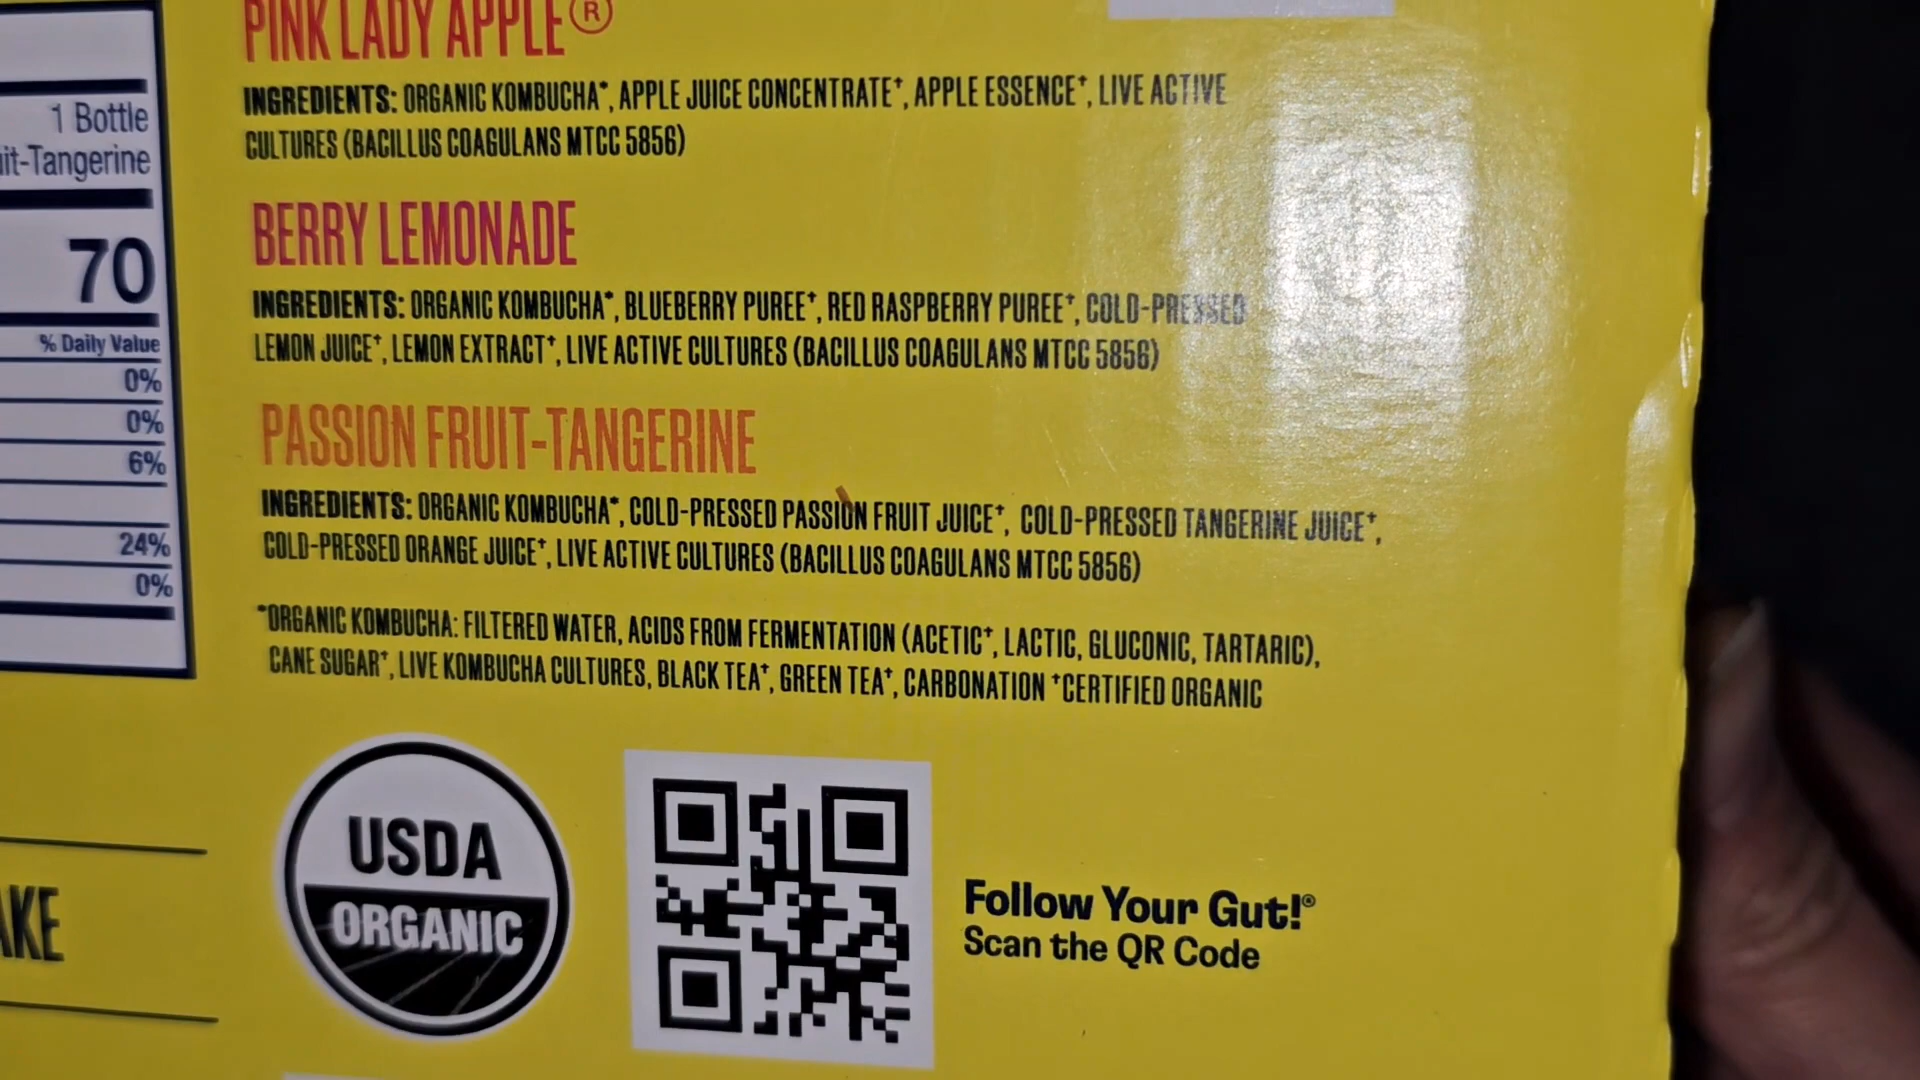 PINK LADY APPLE®
INGREDIENTS: ORGANIC KOMBUCHA*, APPLE JUICE CONCENTRATE⁺, APPLE ESSENCE⁺, LIVE ACTIVE
CULTURES (BACILLUS COAGULANS MTCC 5856)
BERRY LEMONADE
INGREDIENTS: ORGANIC KOMBUCHA*, BLUEBERRY PUREE⁺, RED RASPBERRY PUREE⁺, COLD-PRESSED
LEMON JUICE⁺, LEMON EXTRACT⁺, LIVE ACTIVE CULTURES (BACILLUS COAGULANS MTCC 5856)
PASSION FRUIT-TANGERINE
INGREDIENTS: ORGANIC KOMBUCHA*, COLD-PRESSED PASSION FRUIT JUICE⁺, COLD-PRESSED TANGERINE JUICE⁺,
COLD-PRESSED ORANGE JUICE⁺, LIVE ACTIVE CULTURES (BACILLUS COAGULANS MTCC 5856)
*ORGANIC KOMBUCHA: FILTERED WATER, ACIDS FROM FERMENTATION (ACETIC⁺, LACTIC, GLUCONIC, TARTARIC),
CANE SUGAR⁺, LIVE KOMBUCHA CULTURES, BLACK TEA⁺, GREEN TEA⁺, CARBONATION ⁺CERTIFIED ORGANIC
1 Bottle
it-Tangerine
70
% Daily Value
0%
0%
6%
24%
0%
AKE
USDA
ORGANIC
Follow Your Gut!®
Scan the QR Code